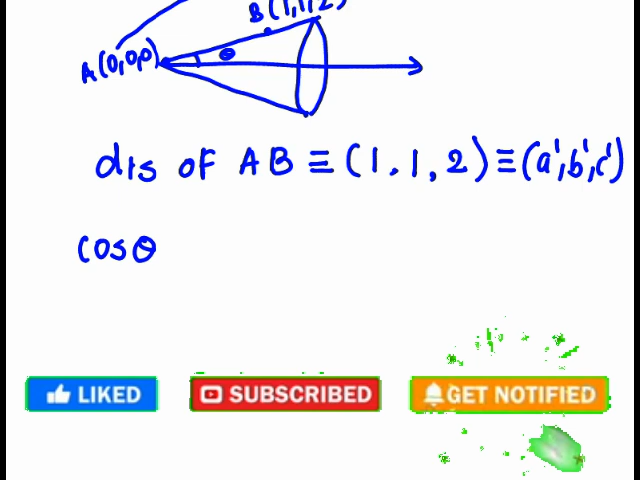 B(1,1,2)
A(0,0,0) θ
drs of AB ≡ (1,1,2) ≡ (a',b',c')
cosθ
LIKED SUBSCRIBED GET NOTIFIED